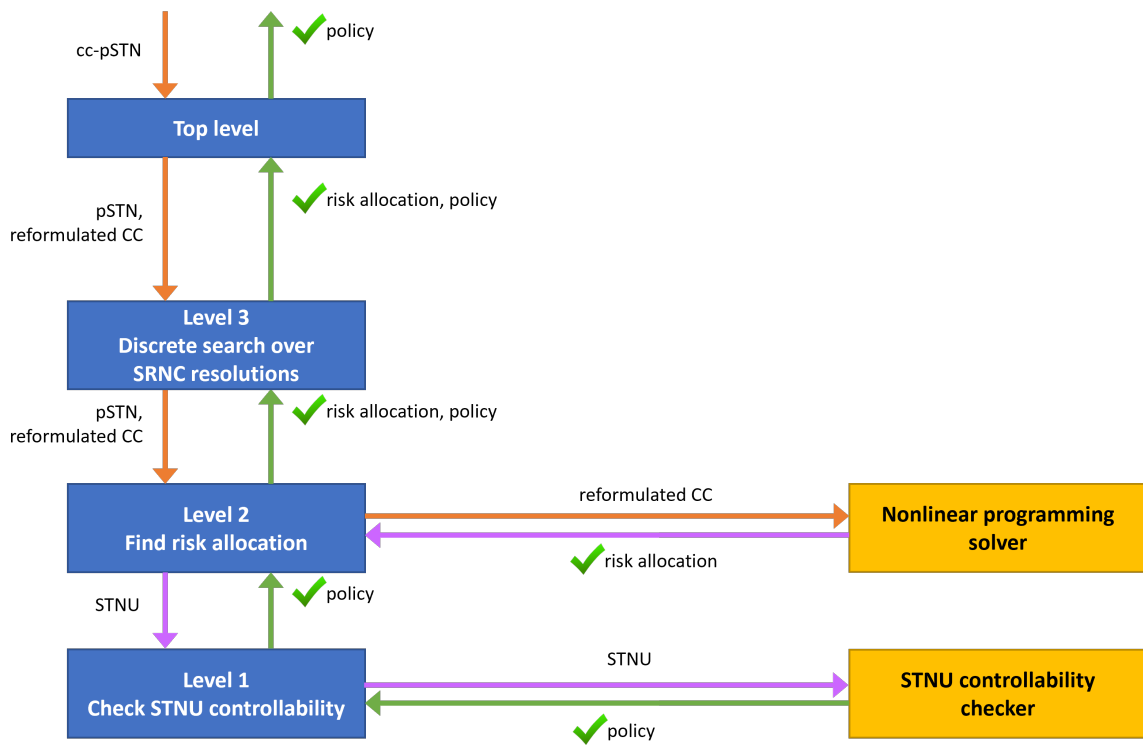 policy
cc-pSTN
Top level
risk allocation, policy
pSTN,
reformulated CC
Level 3
Discrete search over
SRNC resolutions
pSTN,
reformulated CC
risk allocation, policy
reformulated CC
Level 2
Find risk allocation
Nonlinear programming
solver
risk allocation
policy
STNU
STNU
Level 1
Check STNU controllability
STNU controllability
checker
policy